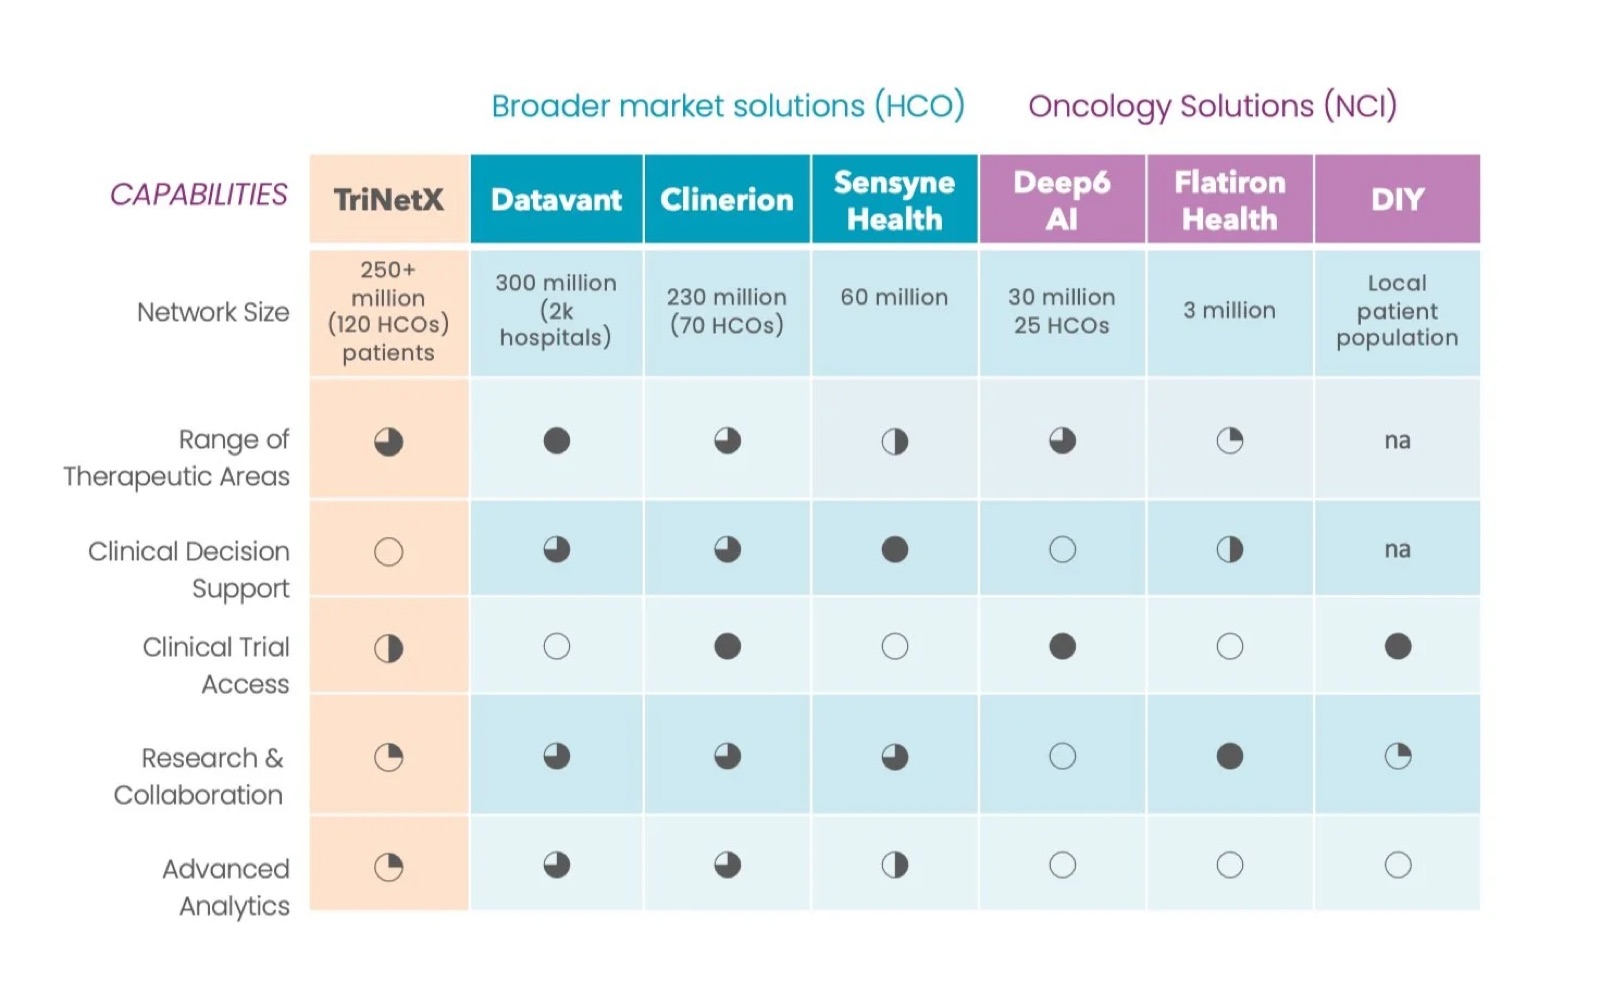 Broader market solutions (HCO)
Oncology Solutions (NCI)
CAPABILITIES
TriNetX
Datavant
Clinerion
Sensyne
Health
Deep6
AI
Flatiron
Health
DIY
Network Size
250+
million
(120 HCOs)
patients
300 million
(2k
hospitals)
230 million
(70 HCOs)
60 million
30 million
25 HCOs
3 million
Local
patient
population
Range of
Therapeutic Areas
na
Clinical Decision
Support
na
Clinical Trial
Access
Research &
Collaboration
Advanced
Analytics